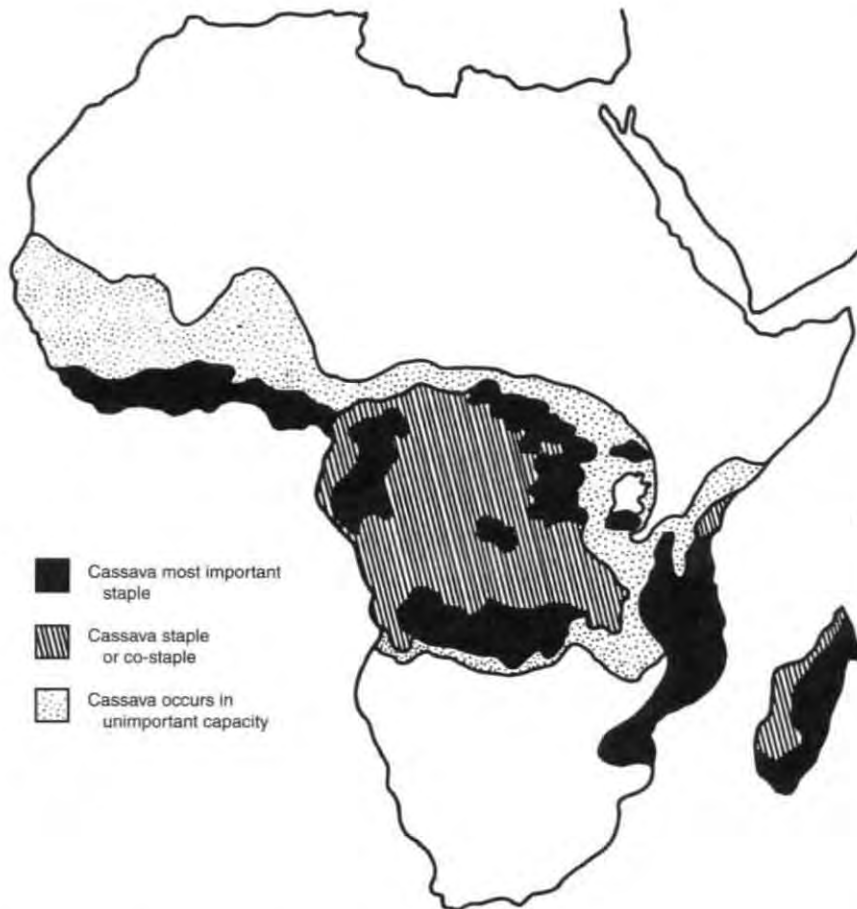 Cassava most important
staple
Cassava staple
or co-staple
Cassava occurs in
unimportant capacity